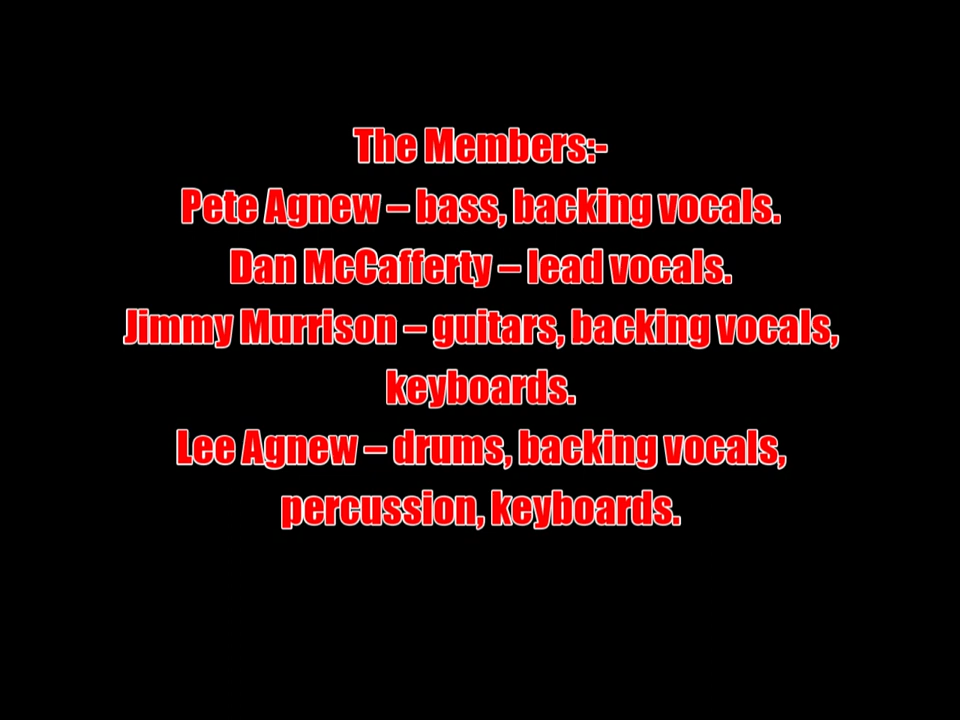 The Members:-
Pete Agnew – bass, backing vocals.
Dan McCafferty – lead vocals.
Jimmy Murrison – guitars, backing vocals,
keyboards.
Lee Agnew – drums, backing vocals,
percussion, keyboards.